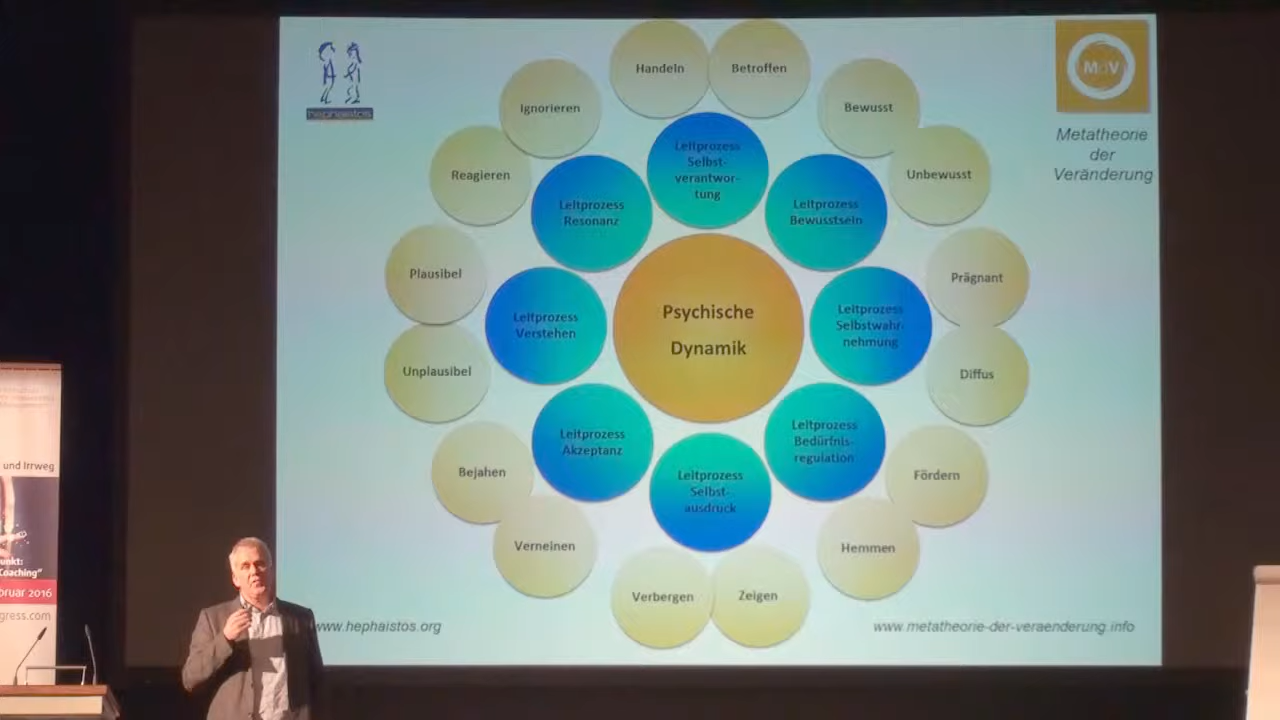 hephaistos
MdV
Metatheorie
der
Veränderung
Handeln
Betroffen
Ignorieren
Bewusst
Reagieren
Unbewusst
Leitprozess
Selbst-
verantwor-
tung
Leitprozess
Resonanz
Leitprozess
Bewusstsein
Plausibel
Prägnant
Leitprozess
Verstehen
Psychische
Dynamik
Leitprozess
Selbstwahr-
nehmung
Unplausibel
Diffus
Leitprozess
Akzeptanz
Leitprozess
Bedürfnis-
regulation
Bejahen
Fördern
Leitprozess
Selbst-
ausdruck
Verneinen
Hemmen
Verbergen
Zeigen
www.hephaistos.org
www.metatheorie-der-veraenderung.info
und Irrweg
unkt:
Coaching"
bruar 2016
gress.com